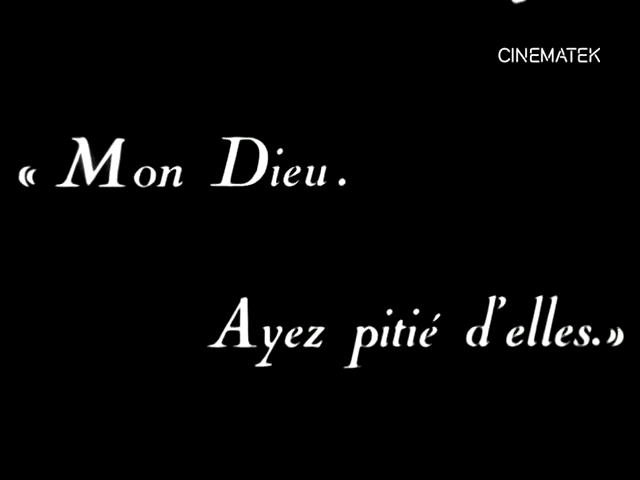 CINEMATEK
« Mon Dieu.
Ayez pitié d'elles.»